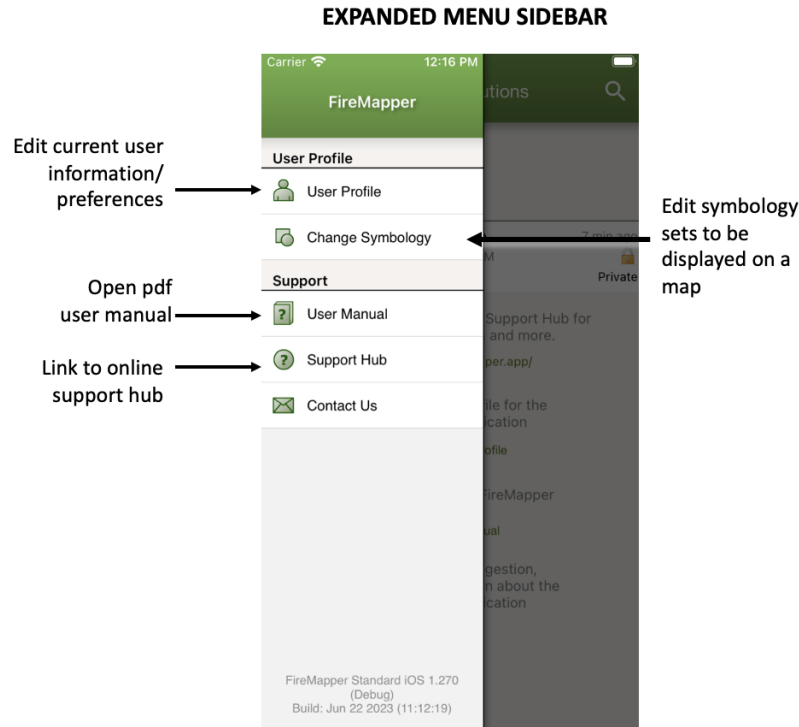 EXPANDED MENU SIDEBAR
Carrier 12:16 PM
utions
FireMapper
User Profile
Edit current user
information/
preferences
User Profile
Change Symbology
Edit symbology
sets to be
displayed on a
map
7 min ago
M
Private
Support
Open pdf
user manual
User Manual
Support Hub for
and more.
Link to online
support hub
Support Hub
per.app/
Contact Us
file for the
ication
ofile
FireMapper
ual
gestion,
n about the
ication
FireMapper Standard iOS 1.270
(Debug)
Build: Jun 22 2023 (11:12:19)